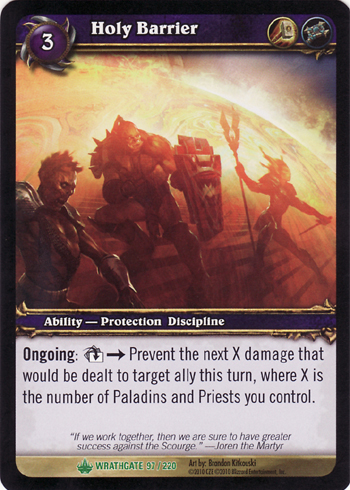 3
Holy Barrier
Ability — Protection Discipline
Ongoing: → Prevent the next X damage that
would be dealt to target ally this turn, where X is
the number of Paladins and Priests you control.
"If we work together, then we are sure to have greater
success against the Scourge." —Joren the Martyr
WRATHGATE 97 / 220
Art by: Brandon Kitkouski
©2010 CZE ©2011 Blizzard Entertainment, Inc.